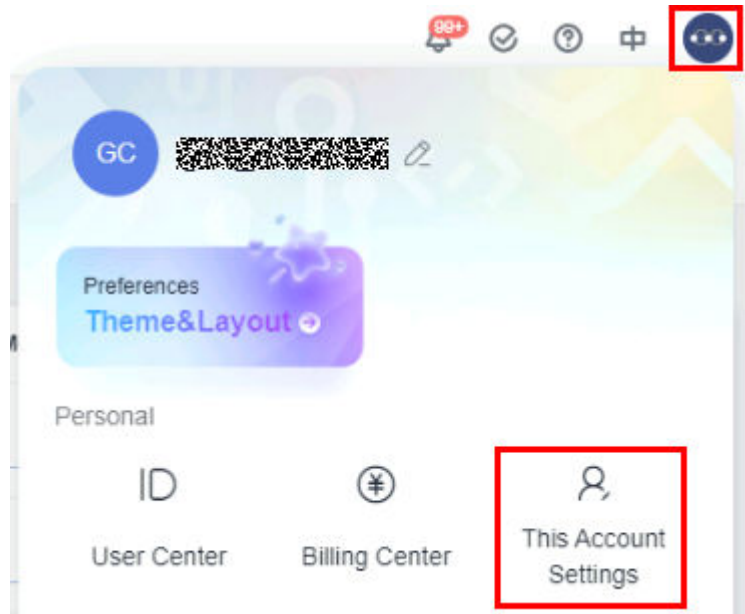 99+
中
GC
Preferences
Theme&Layout
Personal
ID
User Center
¥
Billing Center
This Account
Settings